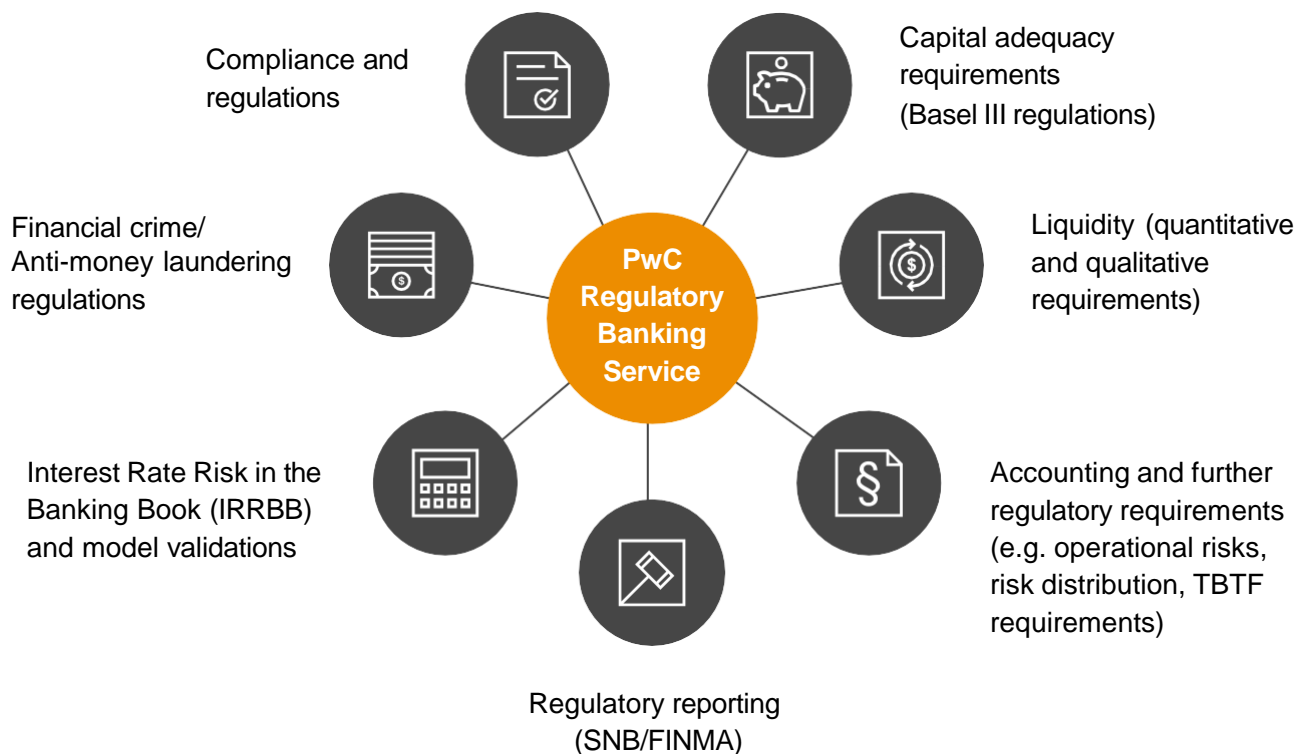 Compliance and
regulations
Capital adequacy
requirements
(Basel III regulations)
Financial crime/
Anti-money laundering
regulations
$
PwC
Regulatory
Banking
Service
$
Liquidity (quantitative
and qualitative
requirements)
Interest Rate Risk in the
Banking Book (IRRBB)
and model validations
§
Accounting and further
regulatory requirements
(e.g. operational risks,
risk distribution, TBTF
requirements)
Regulatory reporting
(SNB/FINMA)